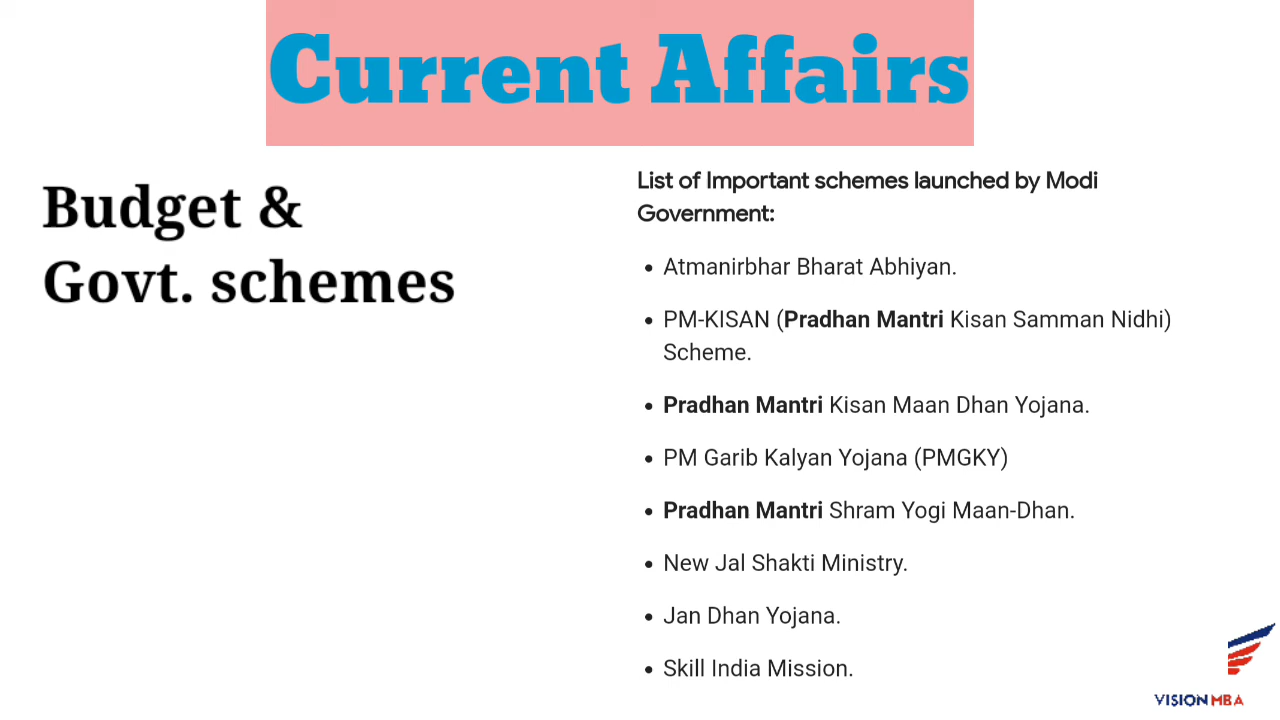 Current Affairs
Budget &
Govt. schemes
List of Important schemes launched by Modi
Government:
• Atmanirbhar Bharat Abhiyan.
• PM-KISAN (Pradhan Mantri Kisan Samman Nidhi)
Scheme.
• Pradhan Mantri Kisan Maan Dhan Yojana.
• PM Garib Kalyan Yojana (PMGKY)
• Pradhan Mantri Shram Yogi Maan-Dhan.
• New Jal Shakti Ministry.
• Jan Dhan Yojana.
• Skill India Mission.
VISION MBA